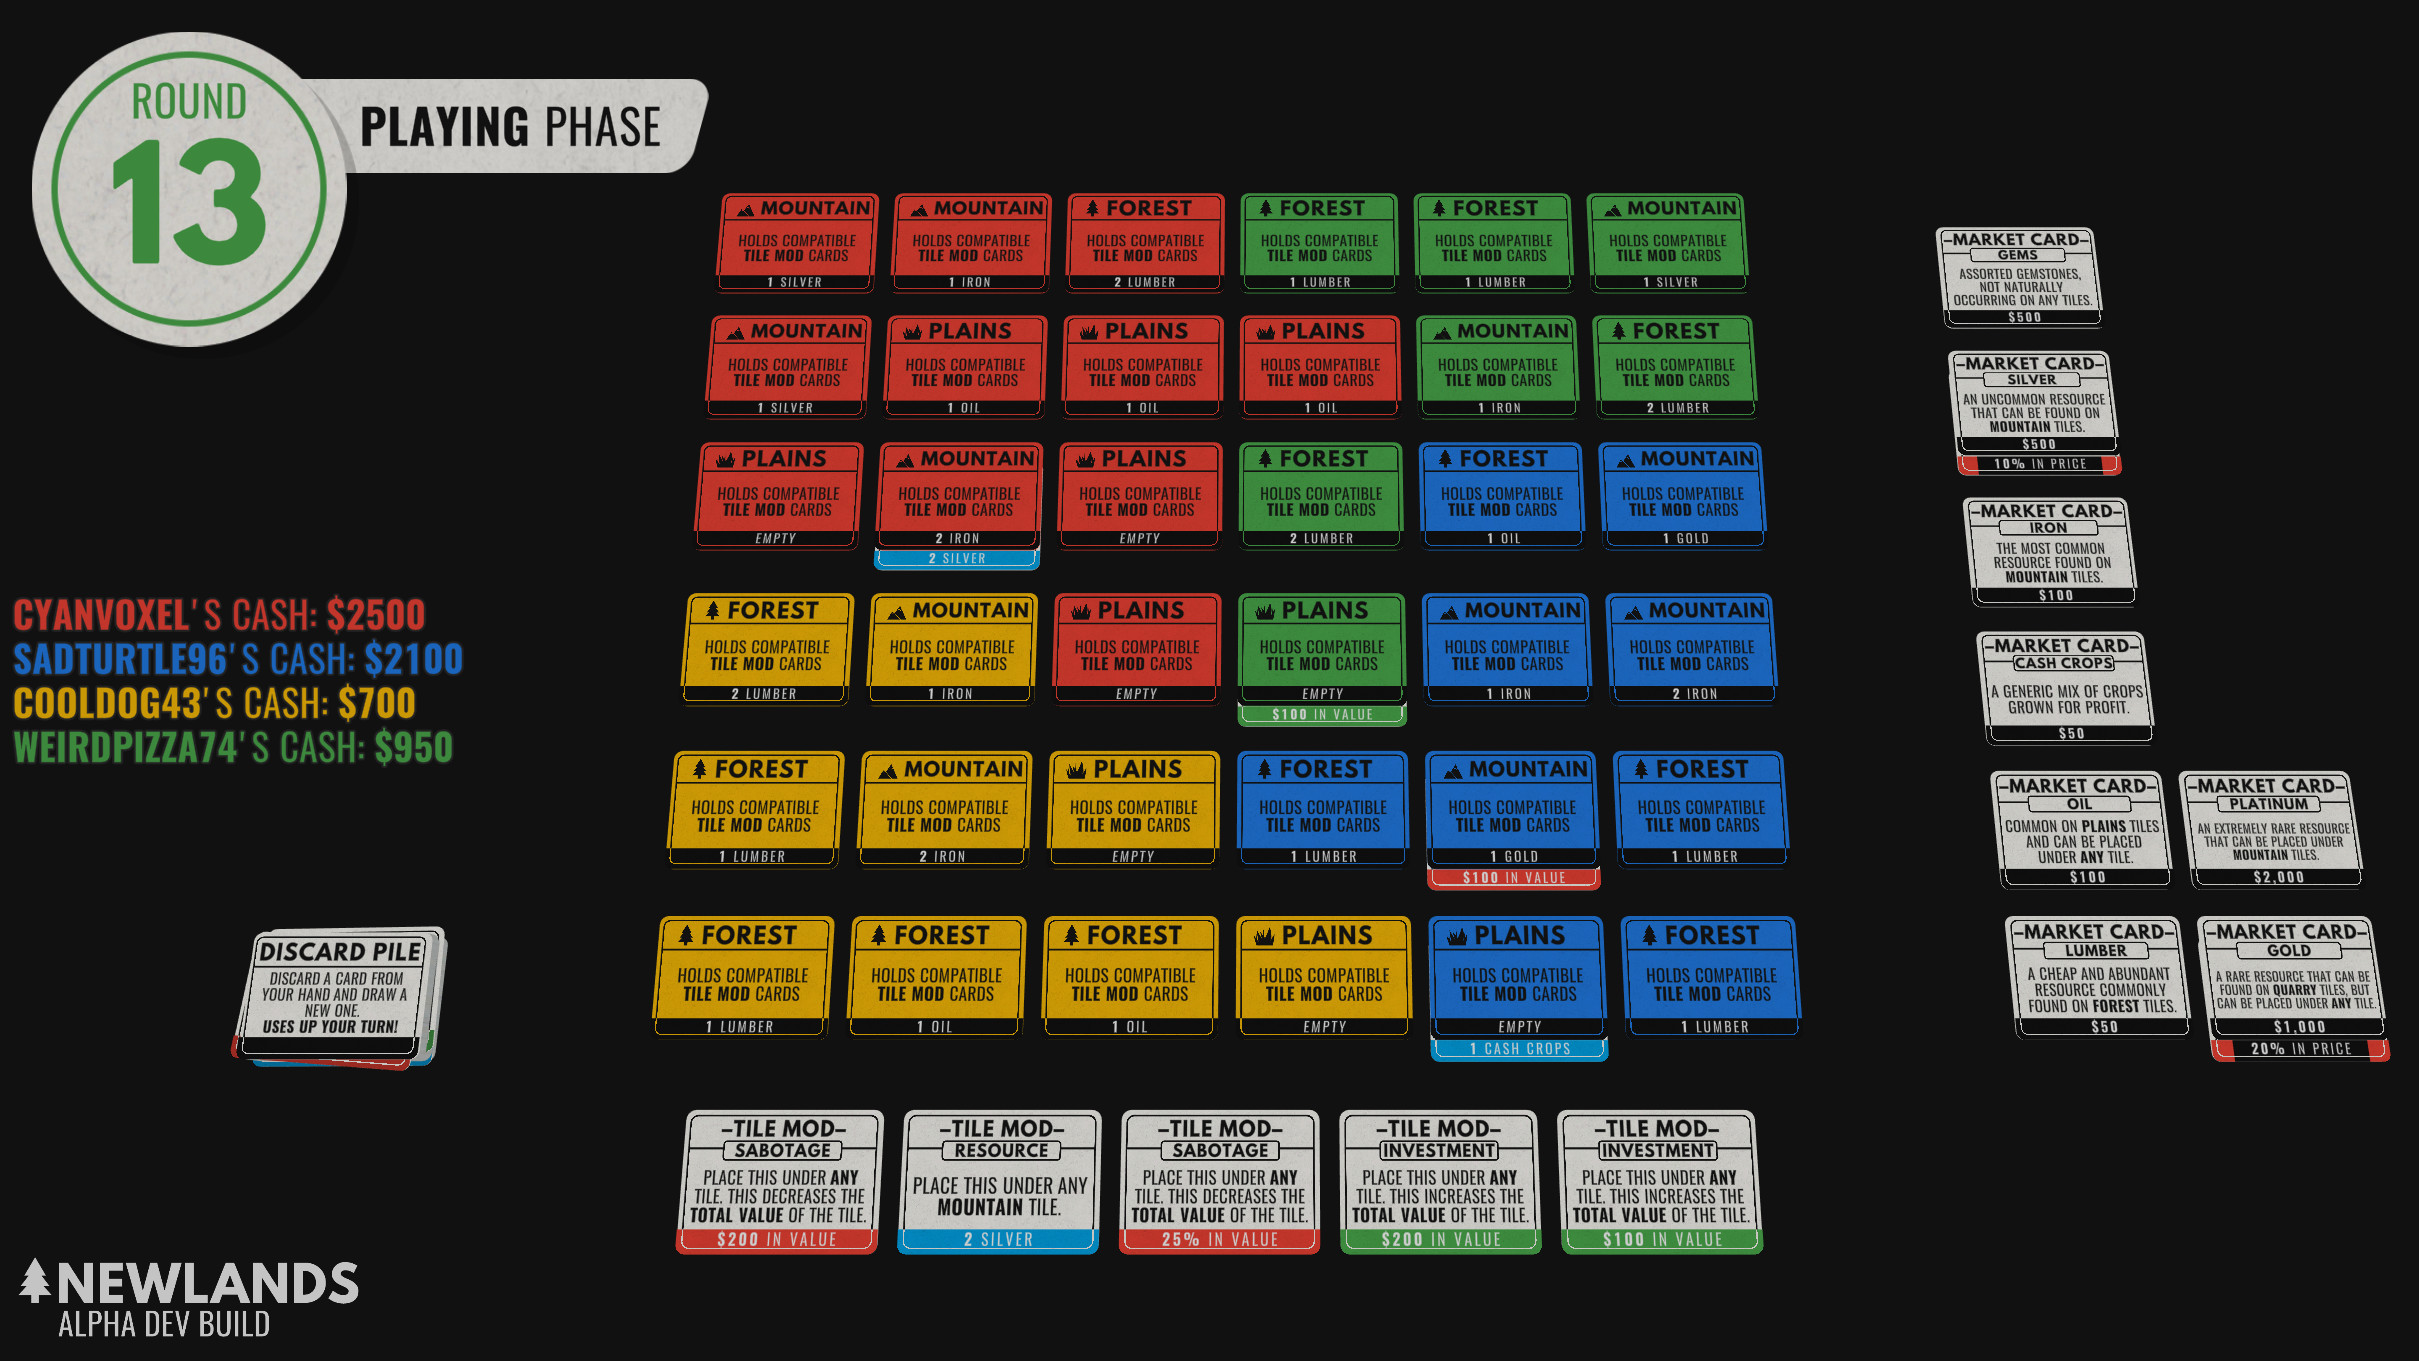 ROUND
13
PLAYING PHASE
CYANVOXEL'S CASH: $2500
SADTURTLE96'S CASH: $2100
COOLDOG43'S CASH: $700
WEIRDPIZZA74'S CASH: $950
DISCARD PILE
DISCARD A CARD FROM
YOUR HAND AND DRAW A
NEW ONE.
USES UP YOUR TURN!
NEWLANDS
ALPHA DEV BUILD
MOUNTAIN
HOLDS COMPATIBLE
TILE MOD CARDS
1 SILVER
MOUNTAIN
HOLDS COMPATIBLE
TILE MOD CARDS
1 IRON
FOREST
HOLDS COMPATIBLE
TILE MOD CARDS
2 LUMBER
FOREST
HOLDS COMPATIBLE
TILE MOD CARDS
1 LUMBER
FOREST
HOLDS COMPATIBLE
TILE MOD CARDS
1 LUMBER
MOUNTAIN
HOLDS COMPATIBLE
TILE MOD CARDS
1 SILVER
MOUNTAIN
HOLDS COMPATIBLE
TILE MOD CARDS
1 SILVER
PLAINS
HOLDS COMPATIBLE
TILE MOD CARDS
1 OIL
PLAINS
HOLDS COMPATIBLE
TILE MOD CARDS
1 OIL
PLAINS
HOLDS COMPATIBLE
TILE MOD CARDS
1 OIL
MOUNTAIN
HOLDS COMPATIBLE
TILE MOD CARDS
1 IRON
FOREST
HOLDS COMPATIBLE
TILE MOD CARDS
2 LUMBER
PLAINS
HOLDS COMPATIBLE
TILE MOD CARDS
EMPTY
MOUNTAIN
HOLDS COMPATIBLE
TILE MOD CARDS
2 IRON
2 SILVER
PLAINS
HOLDS COMPATIBLE
TILE MOD CARDS
EMPTY
FOREST
HOLDS COMPATIBLE
TILE MOD CARDS
2 LUMBER
FOREST
HOLDS COMPATIBLE
TILE MOD CARDS
1 OIL
MOUNTAIN
HOLDS COMPATIBLE
TILE MOD CARDS
1 GOLD
FOREST
HOLDS COMPATIBLE
TILE MOD CARDS
2 LUMBER
MOUNTAIN
HOLDS COMPATIBLE
TILE MOD CARDS
1 IRON
PLAINS
HOLDS COMPATIBLE
TILE MOD CARDS
EMPTY
PLAINS
HOLDS COMPATIBLE
TILE MOD CARDS
EMPTY
$100 IN VALUE
MOUNTAIN
HOLDS COMPATIBLE
TILE MOD CARDS
1 IRON
MOUNTAIN
HOLDS COMPATIBLE
TILE MOD CARDS
2 IRON
FOREST
HOLDS COMPATIBLE
TILE MOD CARDS
1 LUMBER
MOUNTAIN
HOLDS COMPATIBLE
TILE MOD CARDS
2 IRON
PLAINS
HOLDS COMPATIBLE
TILE MOD CARDS
EMPTY
FOREST
HOLDS COMPATIBLE
TILE MOD CARDS
1 LUMBER
MOUNTAIN
HOLDS COMPATIBLE
TILE MOD CARDS
1 GOLD
$100 IN VALUE
FOREST
HOLDS COMPATIBLE
TILE MOD CARDS
1 LUMBER
FOREST
HOLDS COMPATIBLE
TILE MOD CARDS
1 LUMBER
FOREST
HOLDS COMPATIBLE
TILE MOD CARDS
1 OIL
FOREST
HOLDS COMPATIBLE
TILE MOD CARDS
1 OIL
PLAINS
HOLDS COMPATIBLE
TILE MOD CARDS
EMPTY
PLAINS
HOLDS COMPATIBLE
TILE MOD CARDS
EMPTY
1 CASH CROPS
FOREST
HOLDS COMPATIBLE
TILE MOD CARDS
1 LUMBER
–TILE MOD–
SABOTAGE
PLACE THIS UNDER ANY
TILE. THIS DECREASES THE
TOTAL VALUE OF THE TILE.
$200 IN VALUE
–TILE MOD–
RESOURCE
PLACE THIS UNDER ANY
MOUNTAIN TILE.
2 SILVER
–TILE MOD–
SABOTAGE
PLACE THIS UNDER ANY
TILE. THIS DECREASES THE
TOTAL VALUE OF THE TILE.
25% IN VALUE
–TILE MOD–
INVESTMENT
PLACE THIS UNDER ANY
TILE. THIS INCREASES THE
TOTAL VALUE OF THE TILE.
$200 IN VALUE
–TILE MOD–
INVESTMENT
PLACE THIS UNDER ANY
TILE. THIS INCREASES THE
TOTAL VALUE OF THE TILE.
$100 IN VALUE
–MARKET CARD–
GEMS
ASSORTED GEMSTONES,
NOT NATURALLY
OCCURRING ON ANY TILES.
$500
–MARKET CARD–
SILVER
AN UNCOMMON RESOURCE
THAT CAN BE FOUND ON
MOUNTAIN TILES.
$500
10% IN PRICE
–MARKET CARD–
IRON
THE MOST COMMON
RESOURCE FOUND ON
MOUNTAIN TILES.
$100
–MARKET CARD–
CASH CROPS
A GENERIC MIX OF CROPS
GROWN FOR PROFIT.
$50
–MARKET CARD–
OIL
COMMON ON PLAINS TILES
AND CAN BE PLACED
UNDER ANY TILE.
$100
–MARKET CARD–
PLATINUM
AN EXTREMELY RARE RESOURCE
THAT CAN BE PLACED UNDER
MOUNTAIN TILES.
$2,000
–MARKET CARD–
LUMBER
A CHEAP AND ABUNDANT
RESOURCE COMMONLY
FOUND ON FOREST TILES.
$50
–MARKET CARD–
GOLD
A RARE RESOURCE THAT CAN BE
FOUND ON QUARRY TILES, BUT
CAN BE PLACED UNDER ANY TILE.
$1,000
20% IN PRICE